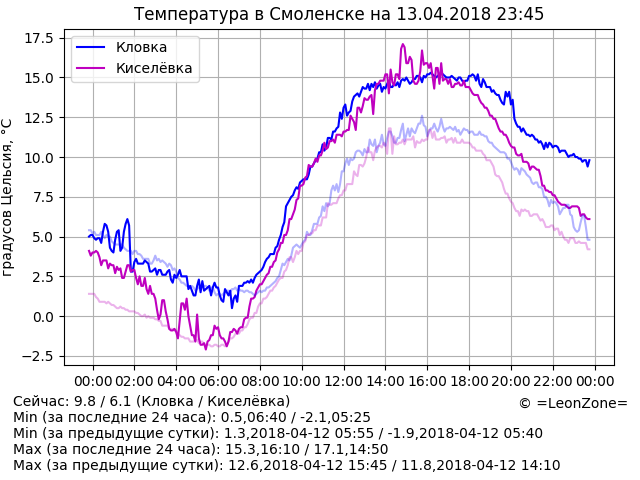 Температура в Смоленске на 13.04.2018 23:45
градусов Цельсия, °C
17.5
15.0
12.5
10.0
7.5
5.0
2.5
0.0
−2.5
Кловка
Киселёвка
00:00 02:00 04:00 06:00 08:00 10:00 12:00 14:00 16:00 18:00 20:00 22:00 00:00
Сейчас: 9.8 / 6.1 (Кловка / Киселёвка)
© =LeonZone=
Min (за последние 24 часа): 0.5,06:40 / -2.1,05:25
Min (за предыдущие сутки): 1.3,2018-04-12 05:55 / -1.9,2018-04-12 05:40
Max (за последние 24 часа): 15.3,16:10 / 17.1,14:50
Max (за предыдущие сутки): 12.6,2018-04-12 15:45 / 11.8,2018-04-12 14:10